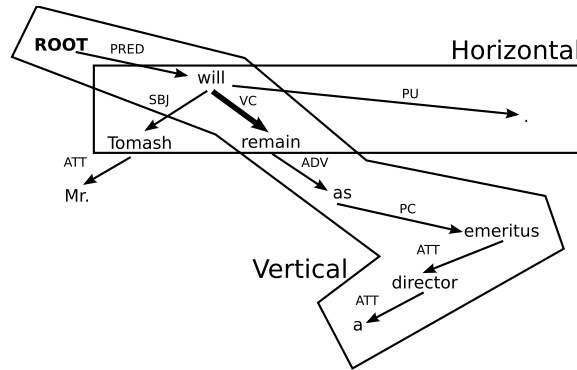 ROOT
PRED
Horizontal
will
SBJ
VC
PU
.
Tomash
remain
ATT
ADV
Mr.
as
PC
emeritus
ATT
Vertical
director
ATT
a